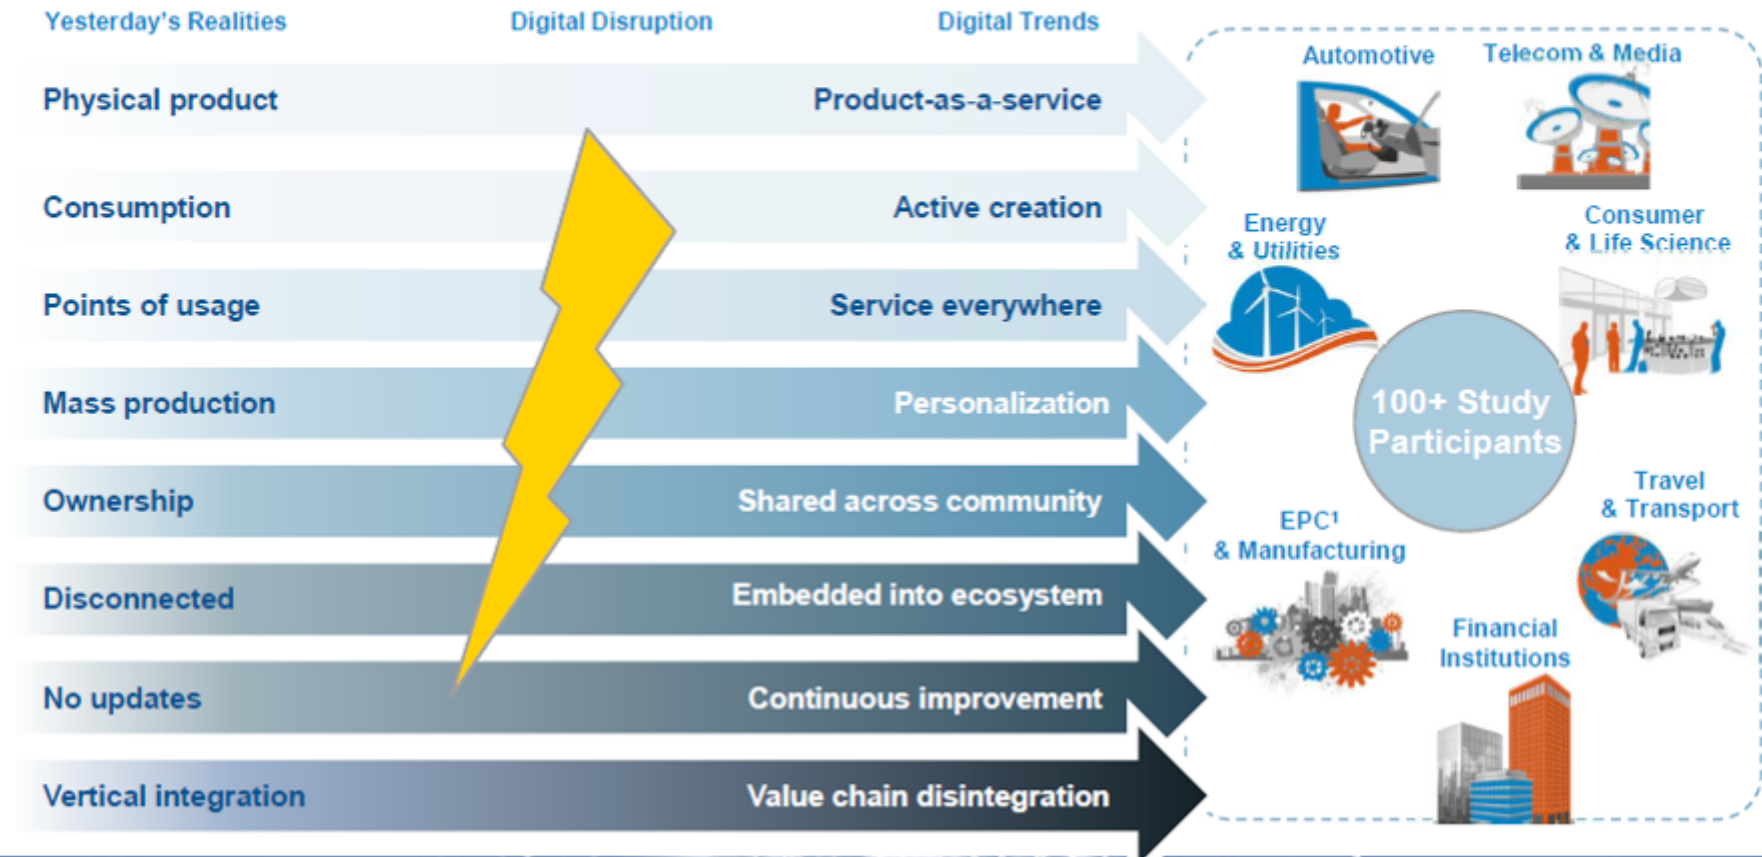 Yesterday's Realities
Digital Disruption
Digital Trends
Physical product
Product-as-a-service
Consumption
Active creation
Points of usage
Service everywhere
Mass production
Personalization
Ownership
Shared across community
Disconnected
Embedded into ecosystem
No updates
Continuous improvement
Vertical integration
Value chain disintegration
Automotive
Telecom & Media
Energy
& Utilities
Consumer
& Life Science
100+ Study
Participants
EPC¹
& Manufacturing
Travel
& Transport
Financial
Institutions